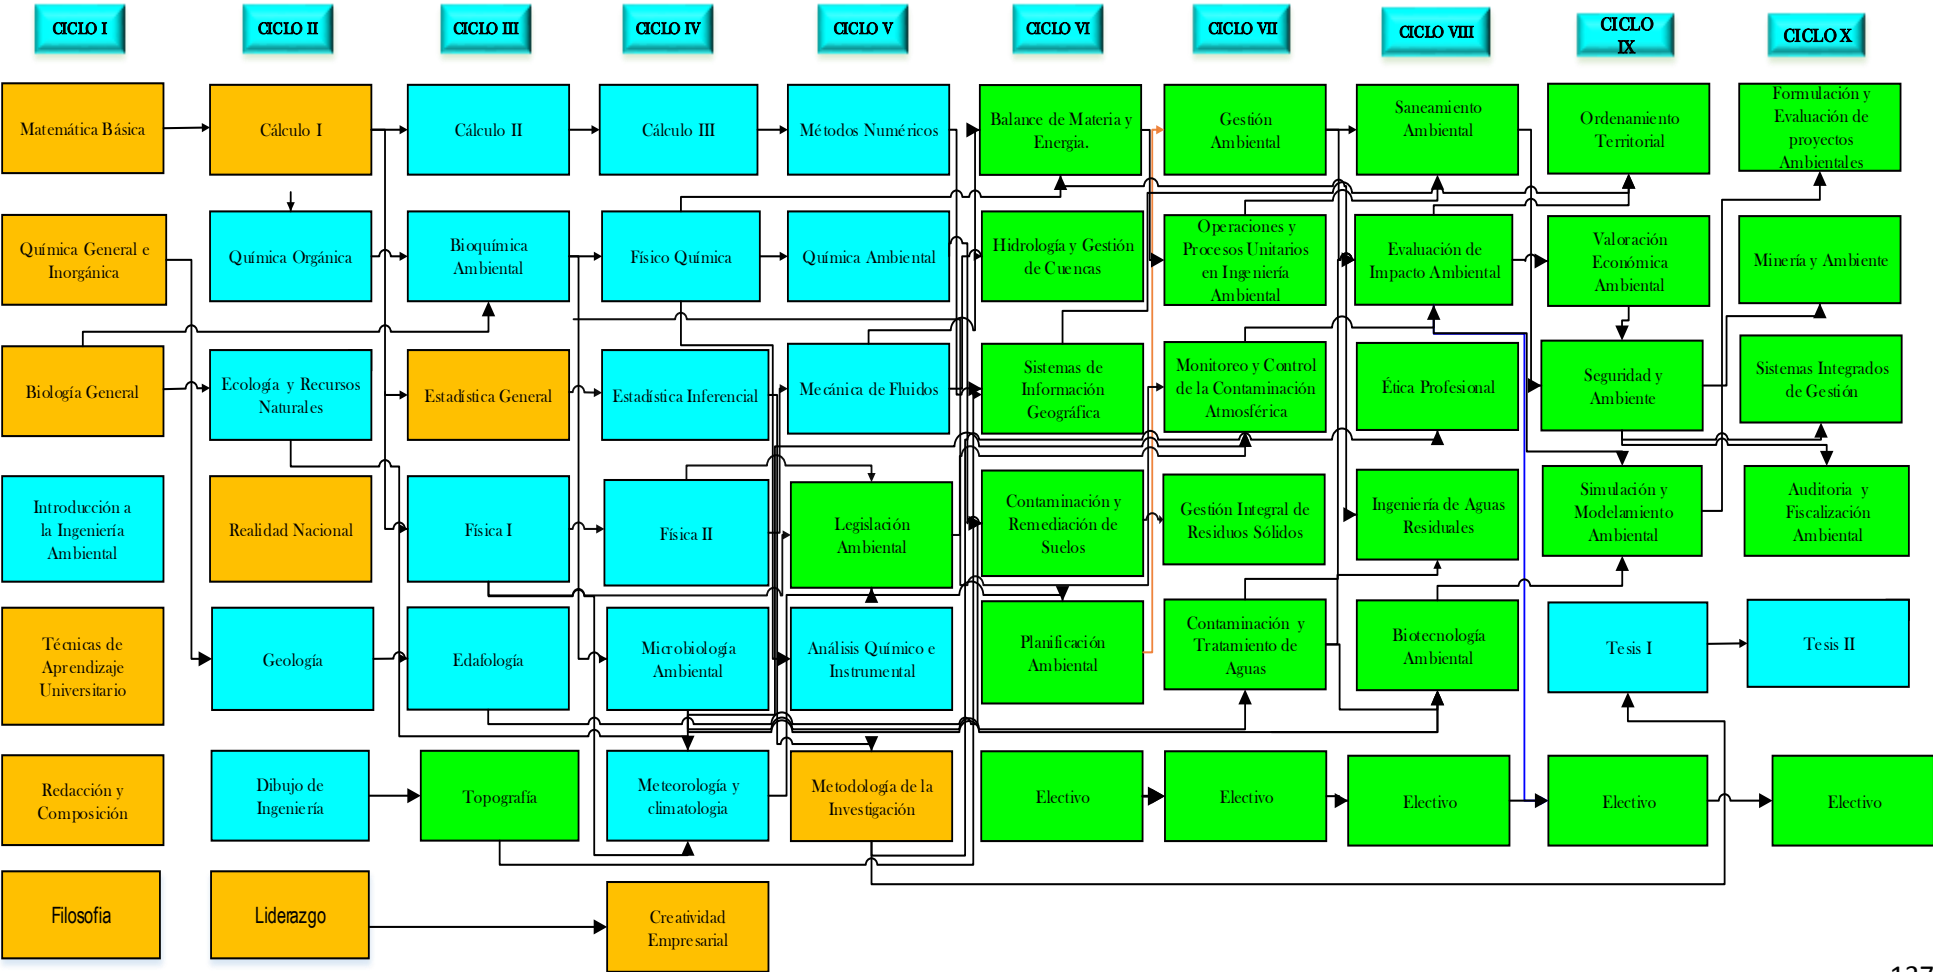 CICLO I
CICLO II
CICLO III
CICLO IV
CICLO V
CICLO VI
CICLO VII
CICLO VIII
CICLO
IX
CICLO X
Matemática Básica
Cálculo I
Cálculo II
Cálculo III
Métodos Numéricos
Balance de Materia y
Energia.
Gestión
Ambiental
Saneamiento
Ambiental
Ordenamiento
Territorial
Formulación y
Evaluación de
proyectos
Ambientales
Química General e
Inorgánica
Química Orgánica
Bioquímica
Ambiental
Físico Química
Química Ambiental
Hidrología y Gestión
de Cuencas
Operaciones y
Procesos Unitarios
en Ingeniería
Ambiental
Evaluación de
Impacto Ambiental
Valoración
Económica
Ambiental
Minería y Ambiente
Biología General
Ecología y Recursos
Naturales
Estadística General
Estadística Inferencial
Mecánica de Fluidos
Sistemas de
Información
Geográfica
Monitoreo y Control
de la Contaminación
Atmosférica
Ética Profesional
Seguridad y
Ambiente
Sistemas Integrados
de Gestión
Introducción a
la Ingeniería
Ambiental
Realidad Nacional
Física I
Física II
Legislación
Ambiental
Contaminación y
Remediación de
Suelos
Gestión Integral de
Residuos Sólidos
Ingeniería de Aguas
Residuales
Simulación y
Modelamiento
Ambiental
Auditoria y
Fiscalización
Ambiental
Técnicas de
Aprendizaje
Universitario
Geología
Edafología
Microbiología
Ambiental
Análisis Químico e
Instrumental
Planificación
Ambiental
Contaminación y
Tratamiento de
Aguas
Biotecnología
Ambiental
Tesis I
Tesis II
Redacción y
Composición
Dibujo de
Ingeniería
Topografía
Meteorología y
climatologia
Metodología de la
Investigación
Electivo
Electivo
Electivo
Electivo
Electivo
Filosofia
Liderazgo
Creatividad
Empresarial